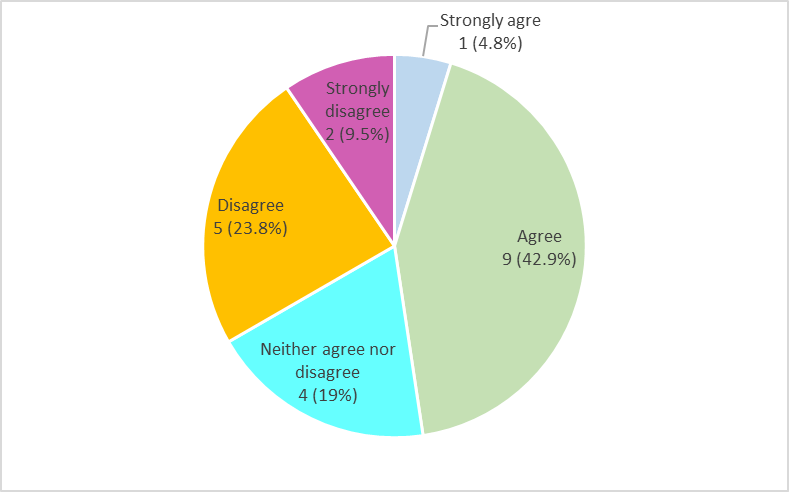 Strongly agre
1 (4.8%)
Strongly
disagree
2 (9.5%)
Disagree
5 (23.8%)
Agree
9 (42.9%)
Neither agree nor
disagree
4 (19%)